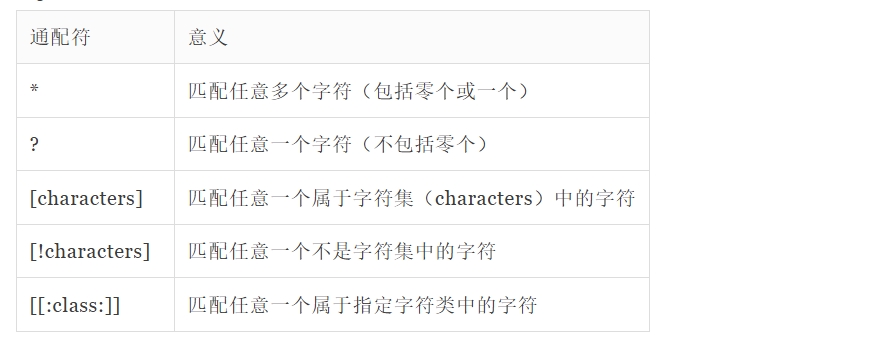 通配符 意义
* 匹配任意多个字符（包括零个或一个）
? 匹配任意一个字符（不包括零个）
[characters] 匹配任意一个属于字符集（characters）中的字符
[!characters] 匹配任意一个不是字符集中的字符
[[:class:]] 匹配任意一个属于指定字符类中的字符